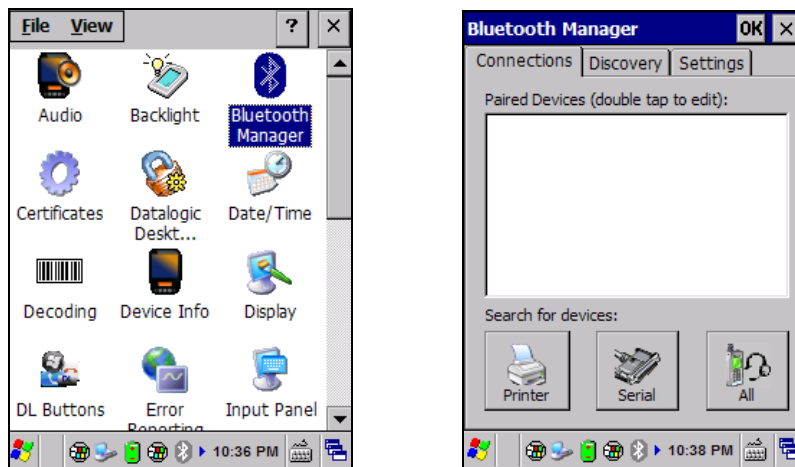 File View ? ×
Audio Backlight Bluetooth Manager
Certificates Datalogic Deskt... Date/Time
Decoding Device Info Display
DL Buttons Error Reporting Input Panel
10:36 PM
Bluetooth Manager OK ×
Connections Discovery Settings
Paired Devices (double tap to edit):
Search for devices:
Printer Serial All
10:38 PM